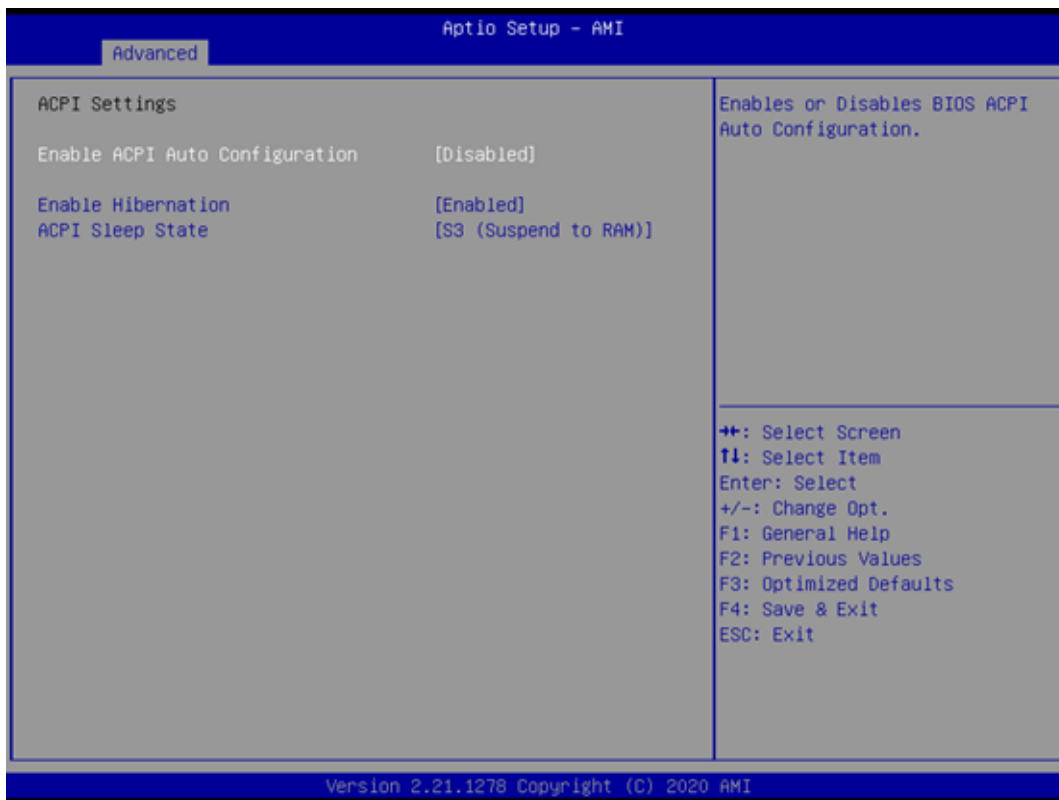 Aptio Setup – AMI
Advanced
ACPI Settings
Enable ACPI Auto Configuration [Disabled]
Enable Hibernation [Enabled]
ACPI Sleep State [S3 (Suspend to RAM)]
Enables or Disables BIOS ACPI
Auto Configuration.
→←: Select Screen
↑↓: Select Item
Enter: Select
+/-: Change Opt.
F1: General Help
F2: Previous Values
F3: Optimized Defaults
F4: Save & Exit
ESC: Exit
Version 2.21.1278 Copyright (C) 2020 AMI